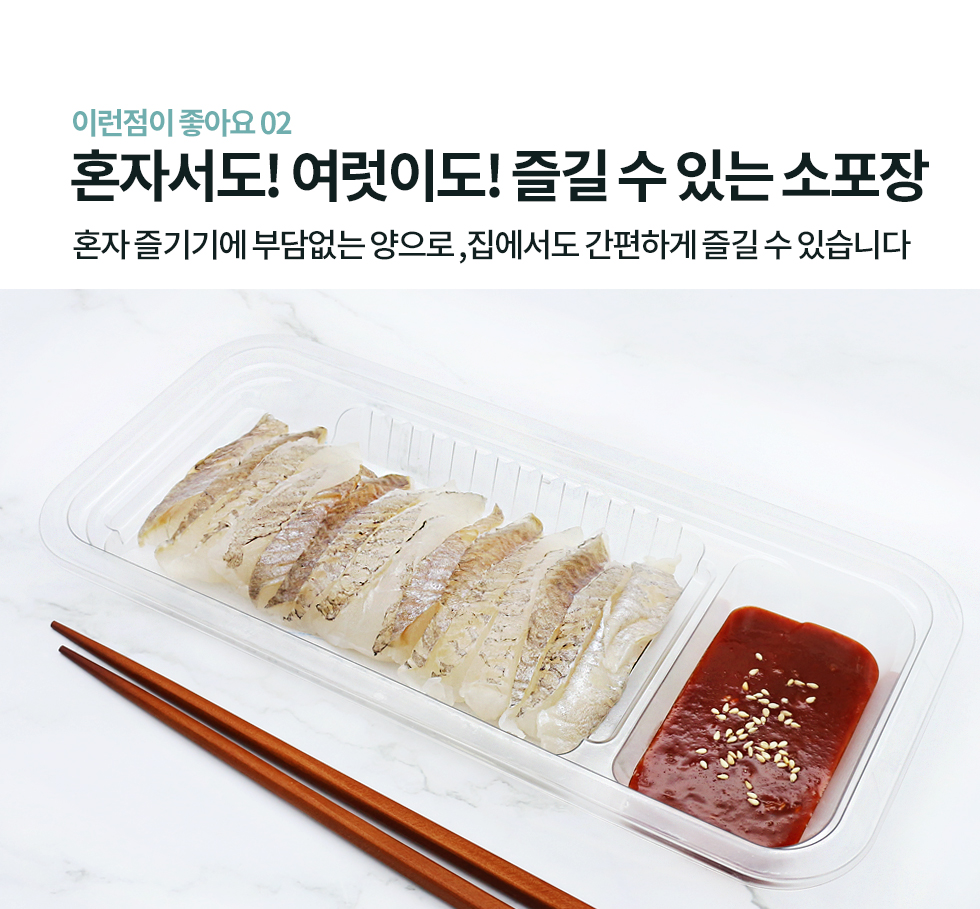 이런점이 좋아요 02
혼자서도! 여럿이도! 즐길 수 있는 소포장
혼자 즐기기에 부담없는 양으로 ,집에서도 간편하게 즐길 수 있습니다